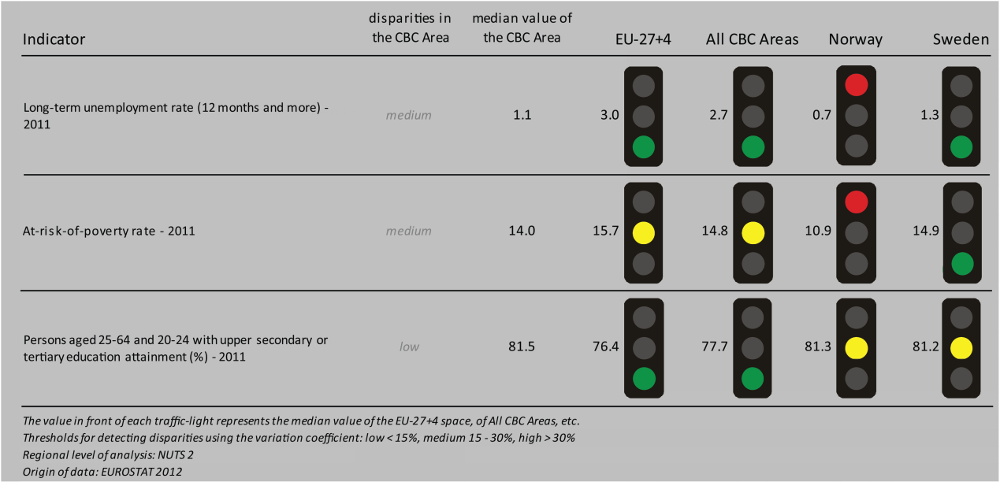 Indicator
disparities in
the CBC Area
median value of
the CBC Area
EU-27+4
All CBC Areas
Norway
Sweden
Long-term unemployment rate (12 months and more) -
2011
medium
1.1
3.0
2.7
0.7
1.3
At-risk-of-poverty rate - 2011
medium
14.0
15.7
14.8
10.9
14.9
Persons aged 25-64 and 20-24 with upper secondary or
tertiary education attainment (%) - 2011
low
81.5
76.4
77.7
81.3
81.2
The value in front of each traffic-light represents the median value of the EU-27+4 space, of All CBC Areas, etc.
Thresholds for detecting disparities using the variation coefficient: low < 15%, medium 15 - 30%, high > 30%
Regional level of analysis: NUTS 2
Origin of data: EUROSTAT 2012